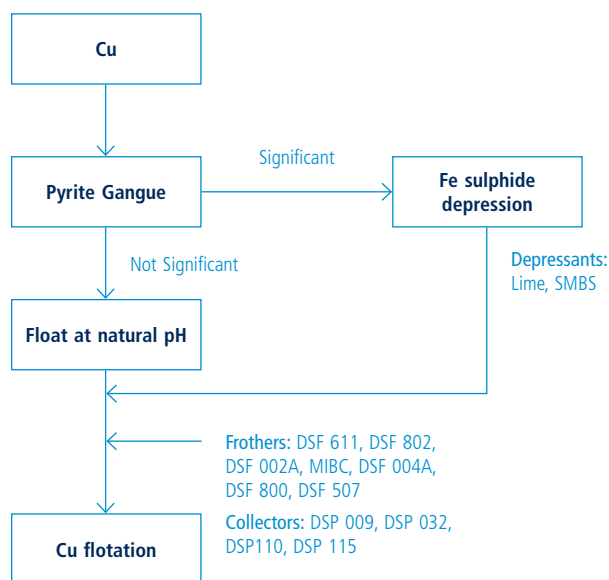 Cu
Significant
Pyrite Gangue
Fe sulphide
depression
Not Significant
Depressants:
Lime, SMBS
Float at natural pH
Frothers: DSF 611, DSF 802,
DSF 002A, MIBC, DSF 004A,
DSF 800, DSF 507
Collectors: DSP 009, DSP 032,
DSP110, DSP 115
Cu flotation